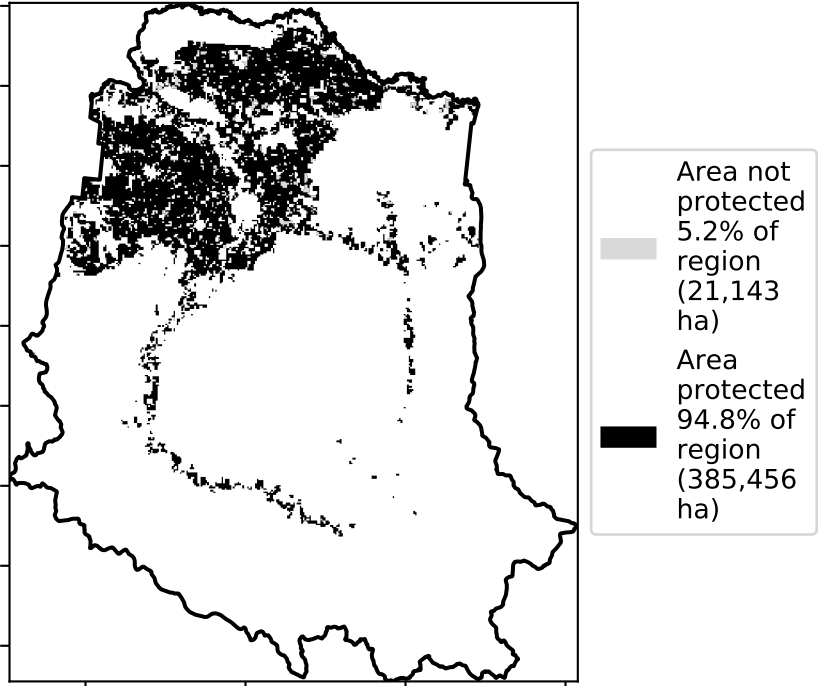 Area not
protected
5.2% of
region
(21,143
ha)
Area
protected
94.8% of
region
(385,456
ha)